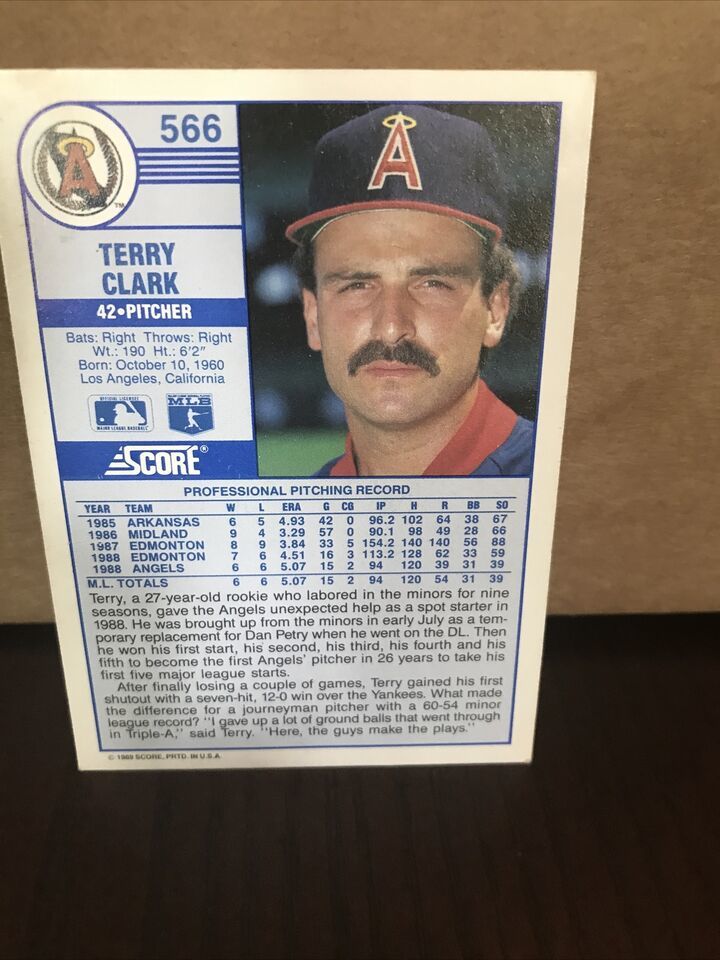 566
A
TM
A
TERRY
CLARK
42•PITCHER
Bats: Right Throws: Right
Wt.: 190 Ht.: 6'2"
Born: October 10, 1960
Los Angeles, California
OFFICIAL LICENSEE
MAJOR LEAGUE BASEBALL
MLB
SCORE®
PROFESSIONAL PITCHING RECORD
YEAR TEAM W L ERA G CG IP H R BB SO
1985 ARKANSAS 6 5 4.93 42 0 96.2 102 64 38 67
1986 MIDLAND 9 4 3.29 57 0 90.1 98 49 28 66
1987 EDMONTON 8 9 3.84 33 5 154.2 140 140 56 88
1988 EDMONTON 7 6 4.51 16 3 113.2 128 62 33 59
1988 ANGELS 6 6 5.07 15 2 94 120 39 31 39
M.L. TOTALS 6 6 5.07 15 2 94 120 54 31 39
Terry, a 27-year-old rookie who labored in the minors for nine
seasons, gave the Angels unexpected help as a spot starter in
1988. He was brought up from the minors in early July as a tem-
porary replacement for Dan Petry when he went on the DL. Then
he won his first start, his second, his third, his fourth and his
fifth to become the first Angels' pitcher in 26 years to take his
first five major league starts.
After finally losing a couple of games, Terry gained his first
shutout with a seven-hit, 12-0 win over the Yankees. What made
the difference for a journeyman pitcher with a 60-54 minor
league record? "I gave up a lot of ground balls that went through
in Triple-A," said Terry. "Here, the guys make the plays."
© 1989 SCORE, PRTD. IN U.S.A